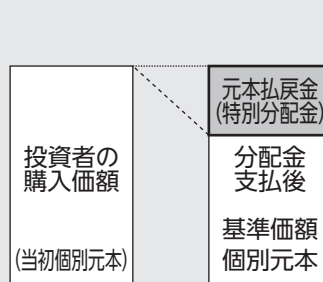 投資者の
購入価額
(当初個別元本)
元本払戻金
(特別分配金)
分配金
支払後
基準価額
個別元本